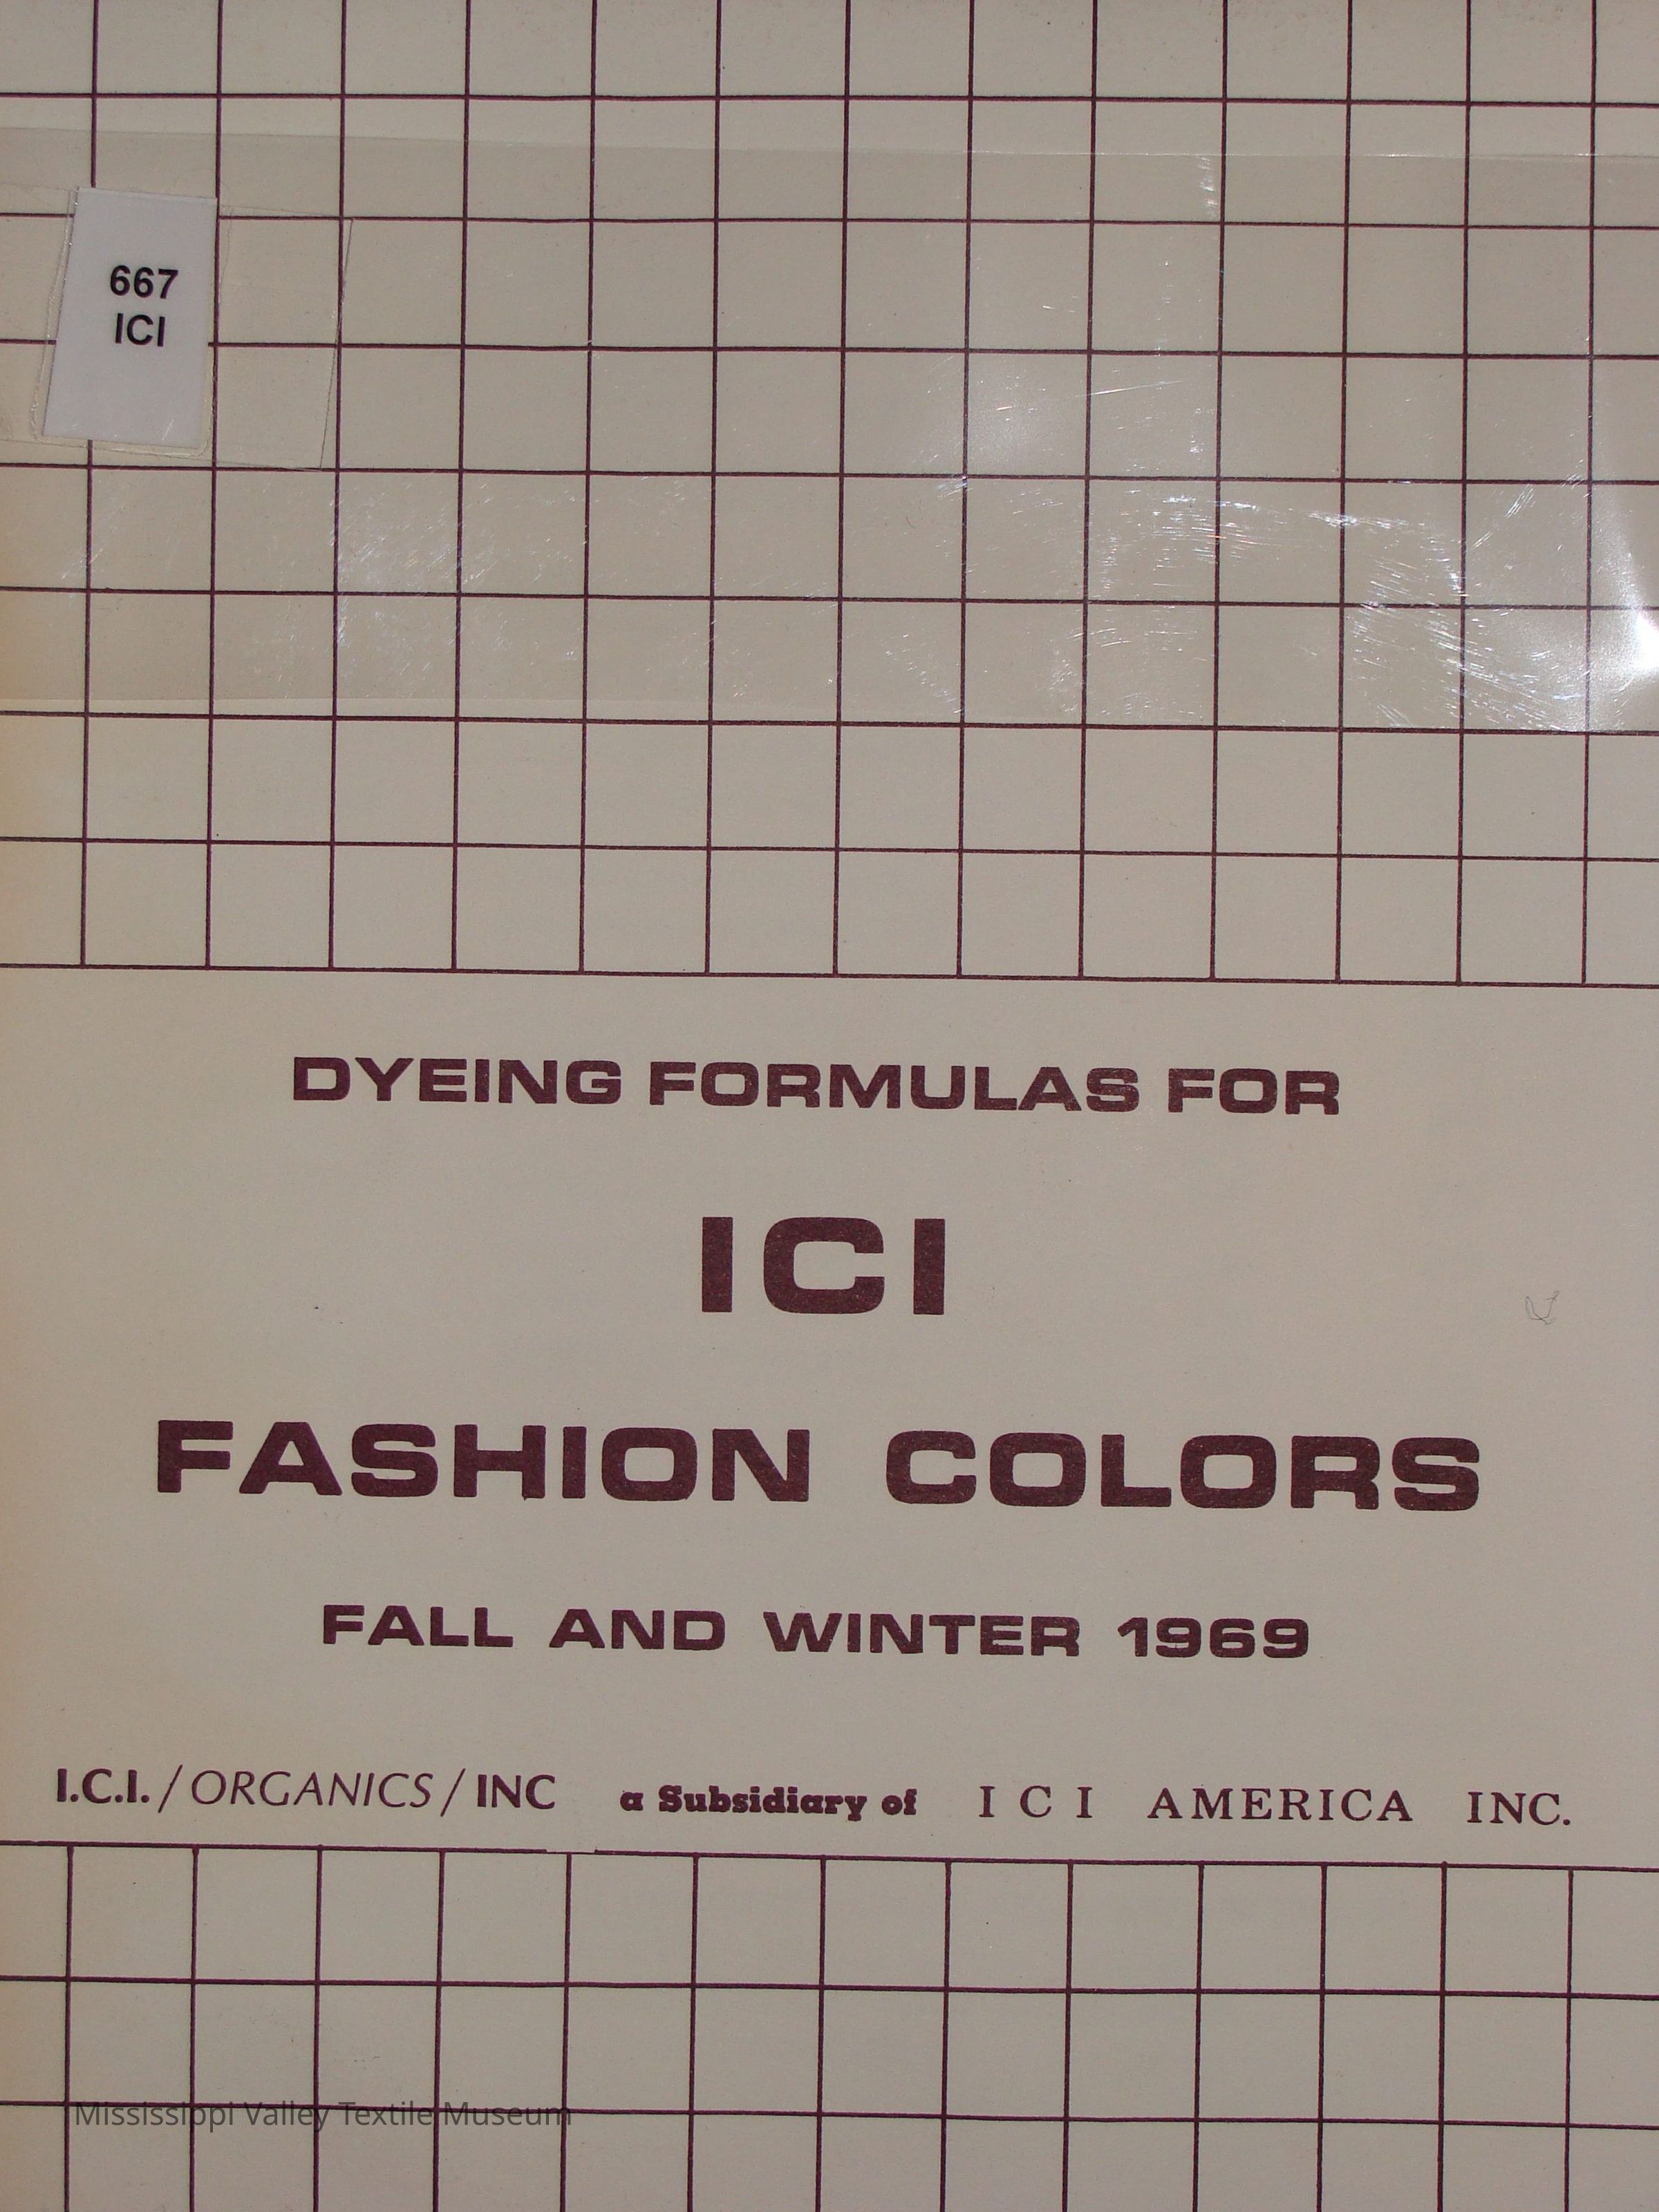 667
ICI
DYEING FORMULAS FOR
ICI
FASHION COLORS
FALL AND WINTER 1969
I.C.I./ORGANICS/INC a Subsidiary of ICI AMERICA INC.
Mississippi Valley Textile Museum